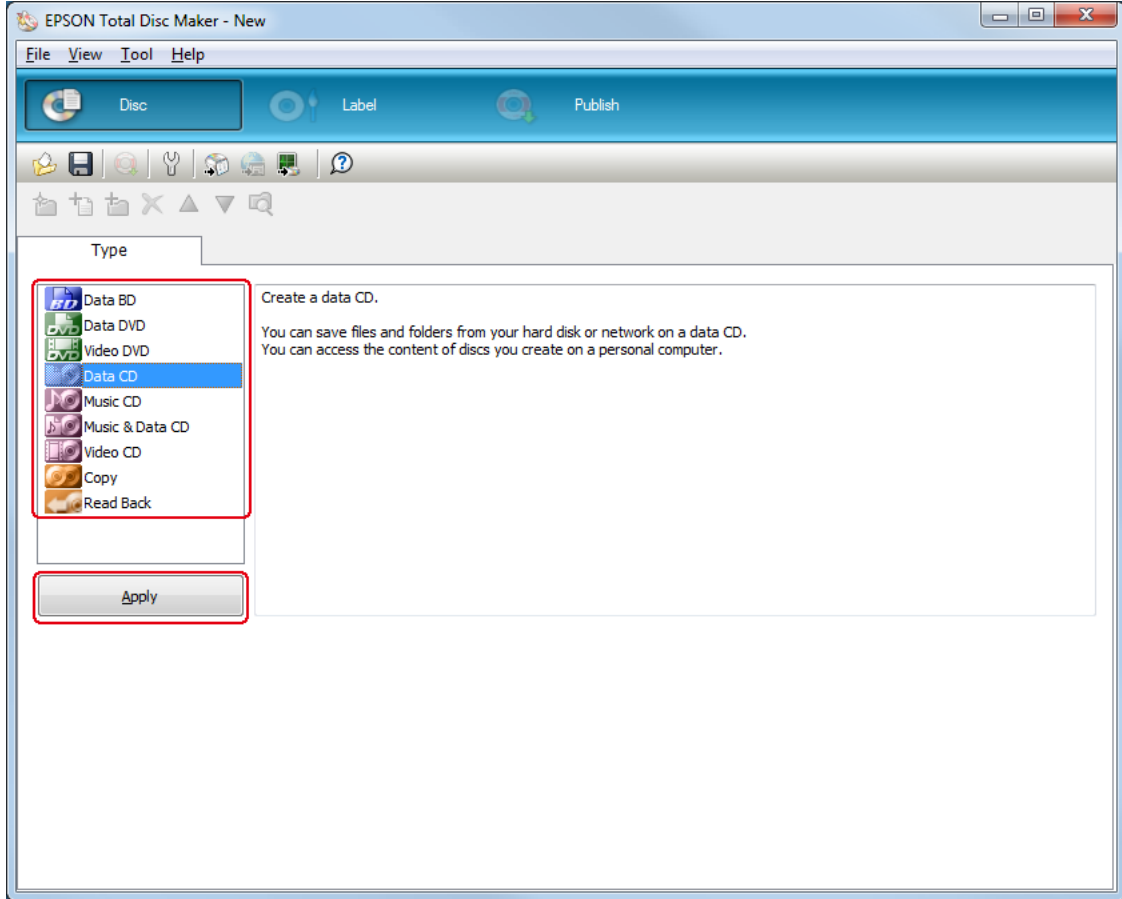 EPSON Total Disc Maker - New
File View Tool Help
Disc Label Publish
Type
BD Data BD
DVD Data DVD
DVD Video DVD
Data CD
Music CD
Music & Data CD
Video CD
Copy
Read Back
Apply
Create a data CD.
You can save files and folders from your hard disk or network on a data CD.
You can access the content of discs you create on a personal computer.